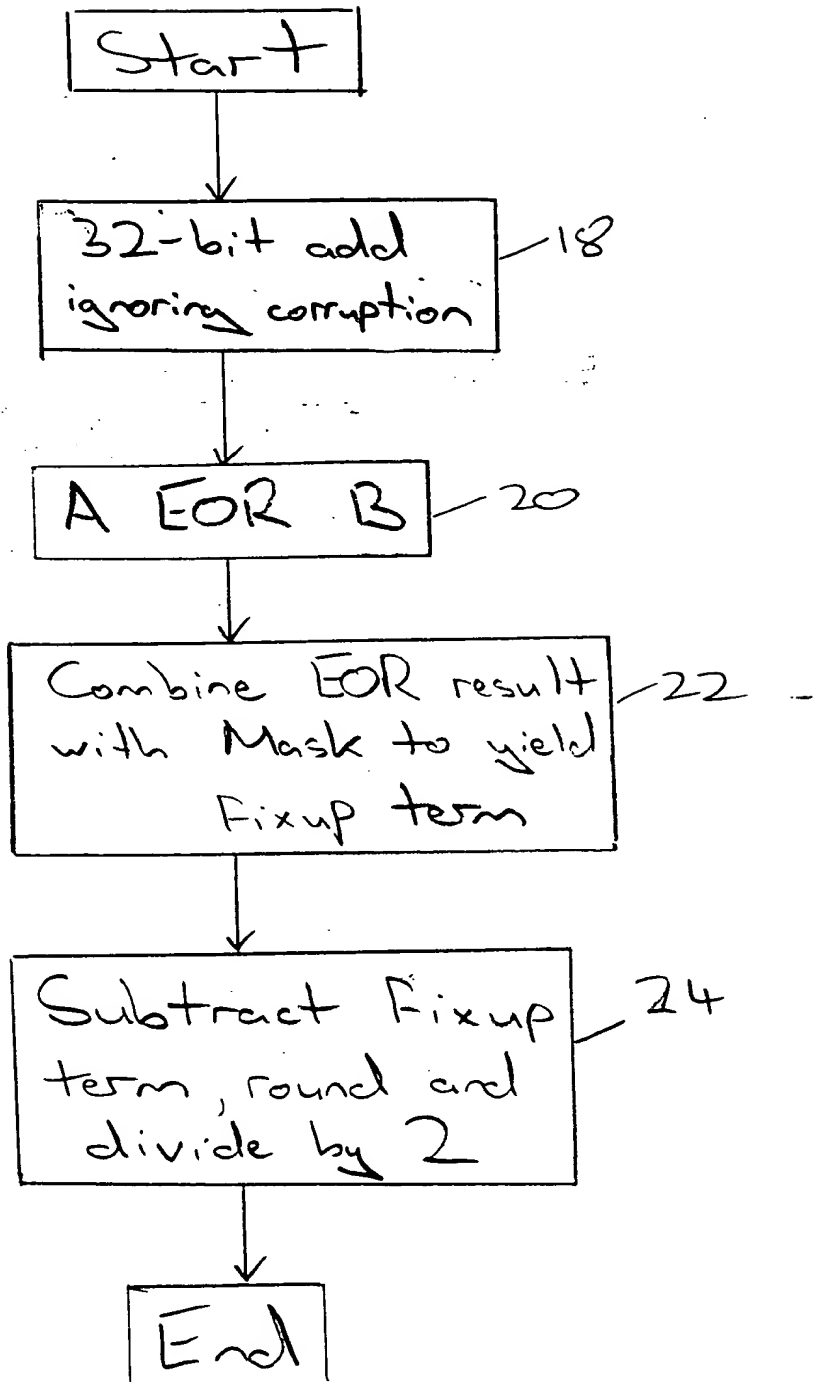 Start
32-bit add
ignoring corruption
18
A EOR B
20
Combine EOR result
with Mask to yield
Fixup term
22
Subtract Fixup
term, round and
divide by 2
24
End